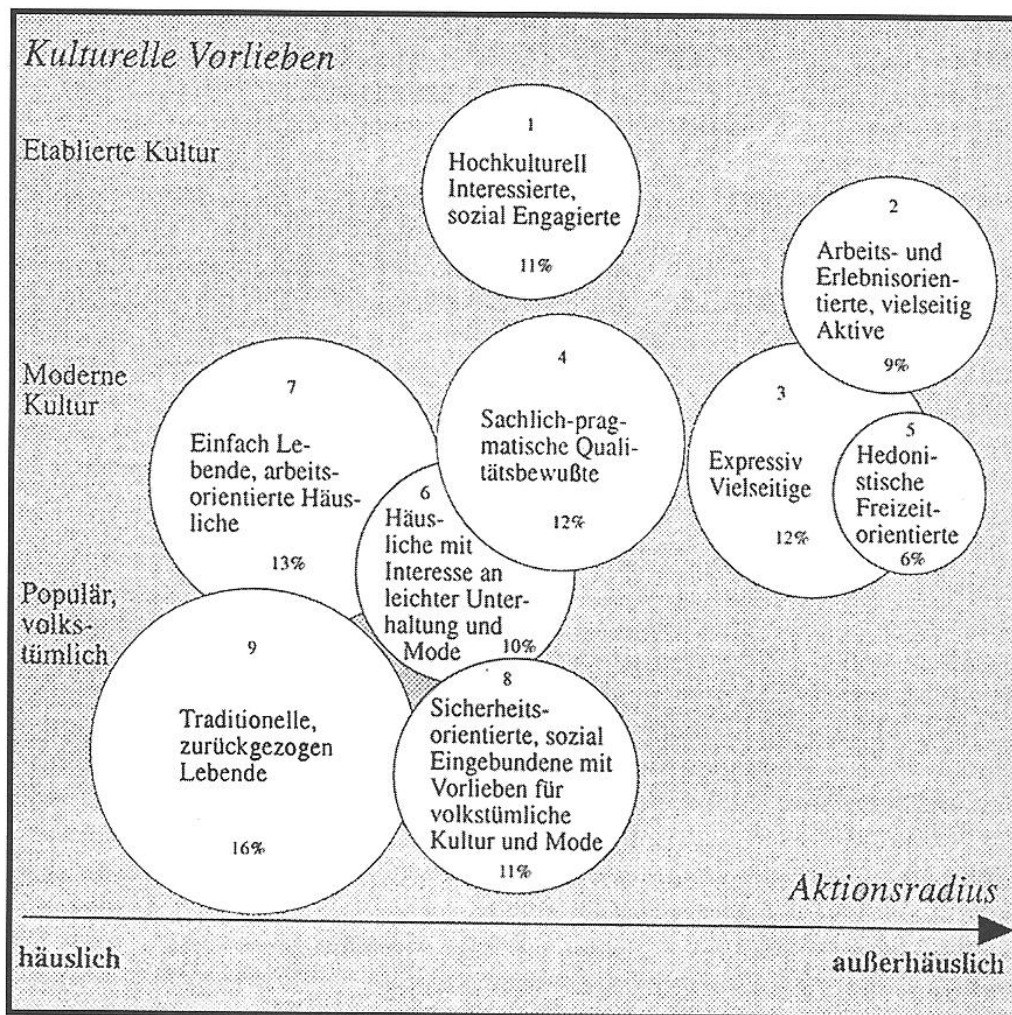 Kulturelle Vorlieben
Etablierte Kultur
1
Hochkulturell
Interessierte,
sozial Engagierte
11%
2
Arbeits- und
Erlebnisorien-
tierte, vielseitig
Aktive
9%
Moderne
Kultur
7
Einfach Le-
bende, arbeits-
orientierte Häus-
liche
13%
4
Sachlich-prag-
matische Quali-
tätsbewußte
12%
3
Expressiv
Vielseitige
12%
5
Hedoni-
stische
Freizeit-
orientierte
6%
6
Häus-
liche mit
Interesse an
leichter Unter-
haltung und
Mode
10%
Populär,
volks-
tümlich
9
Traditionelle,
zurückgezogen
Lebende
16%
8
Sicherheits-
orientierte, sozial
Eingebundene mit
Vorlieben für
volkstümliche
Kultur und Mode
11%
Aktionsradius
häuslich
außerhäuslich